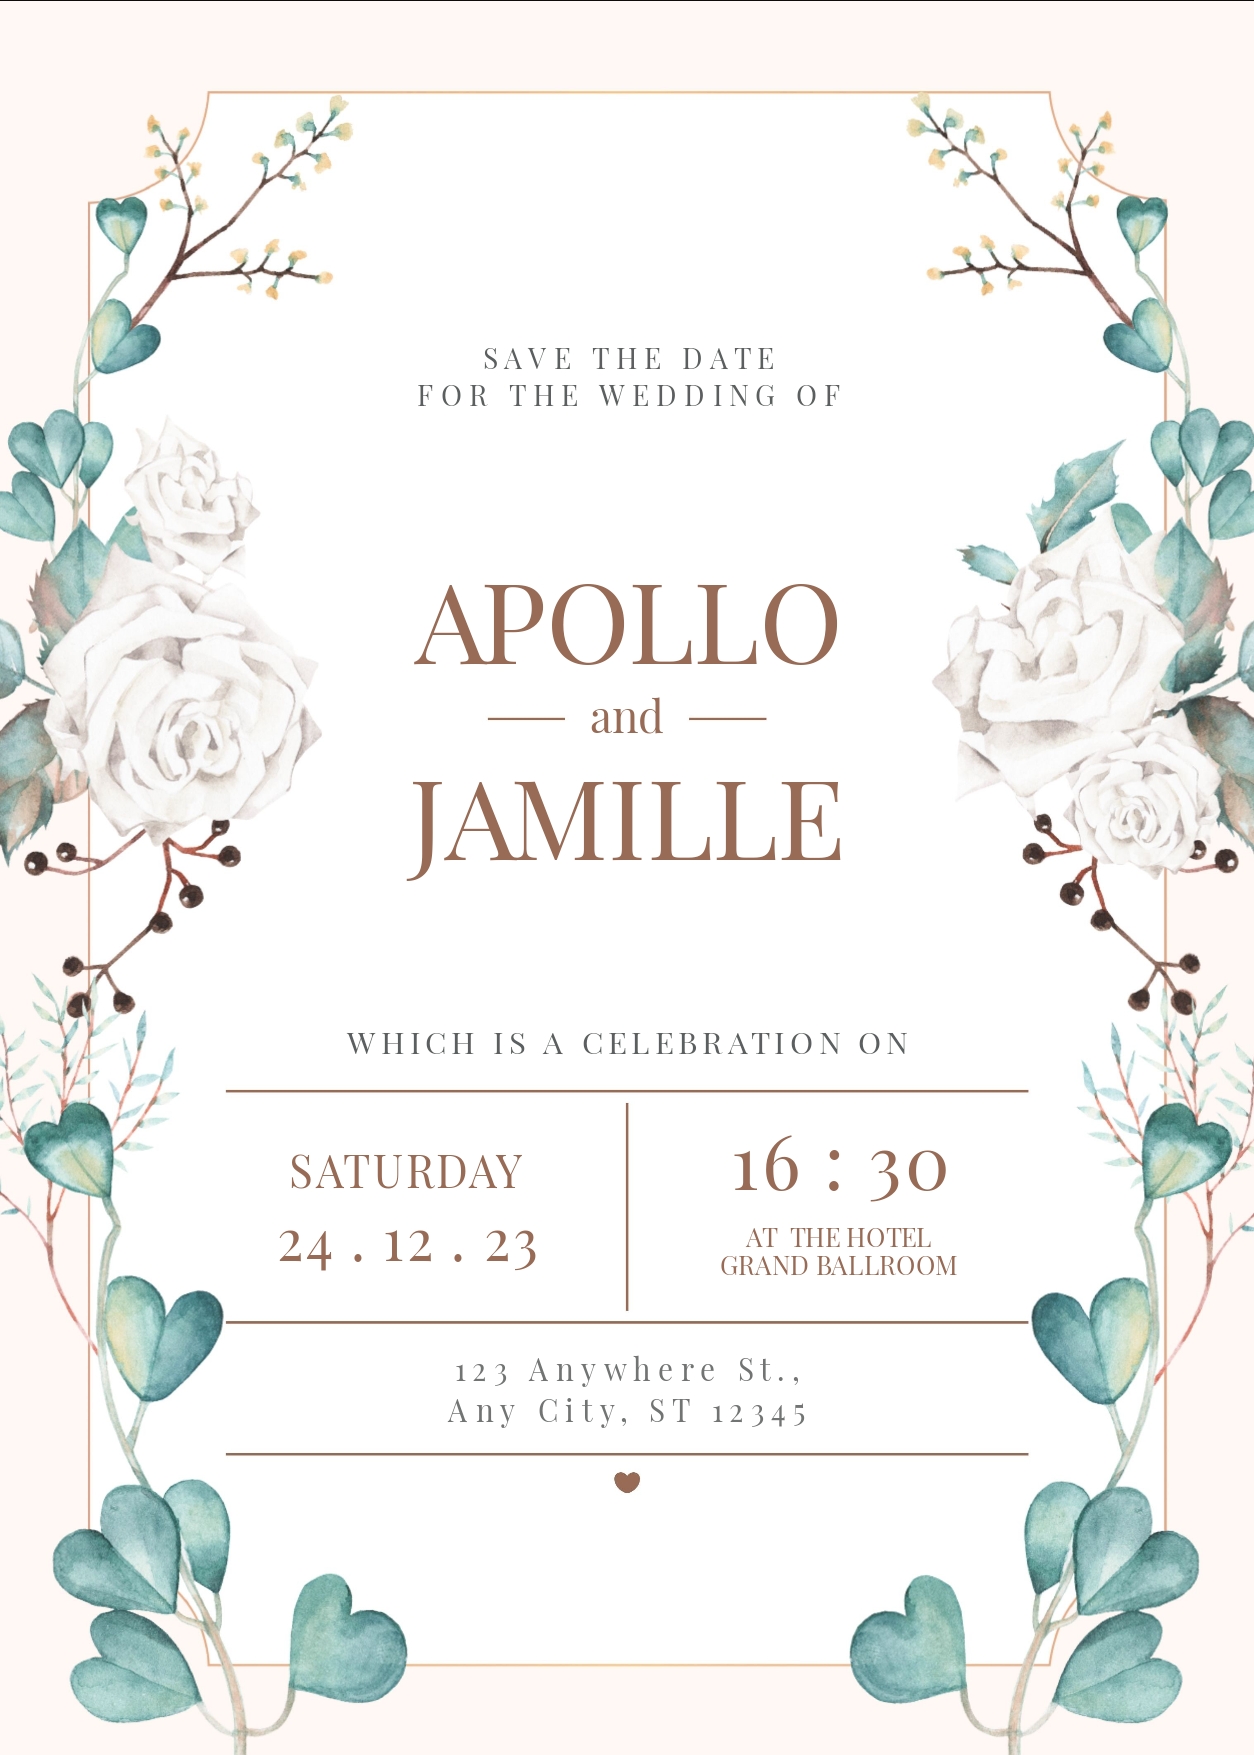 SAVE THE DATE
FOR THE WEDDING OF
APOLLO
and
JAMILLE
WHICH IS A CELEBRATION ON
SATURDAY
24 . 12 . 23
16 : 30
AT THE HOTEL
GRAND BALLROOM
123 Anywhere St.,
Any City, ST 12345